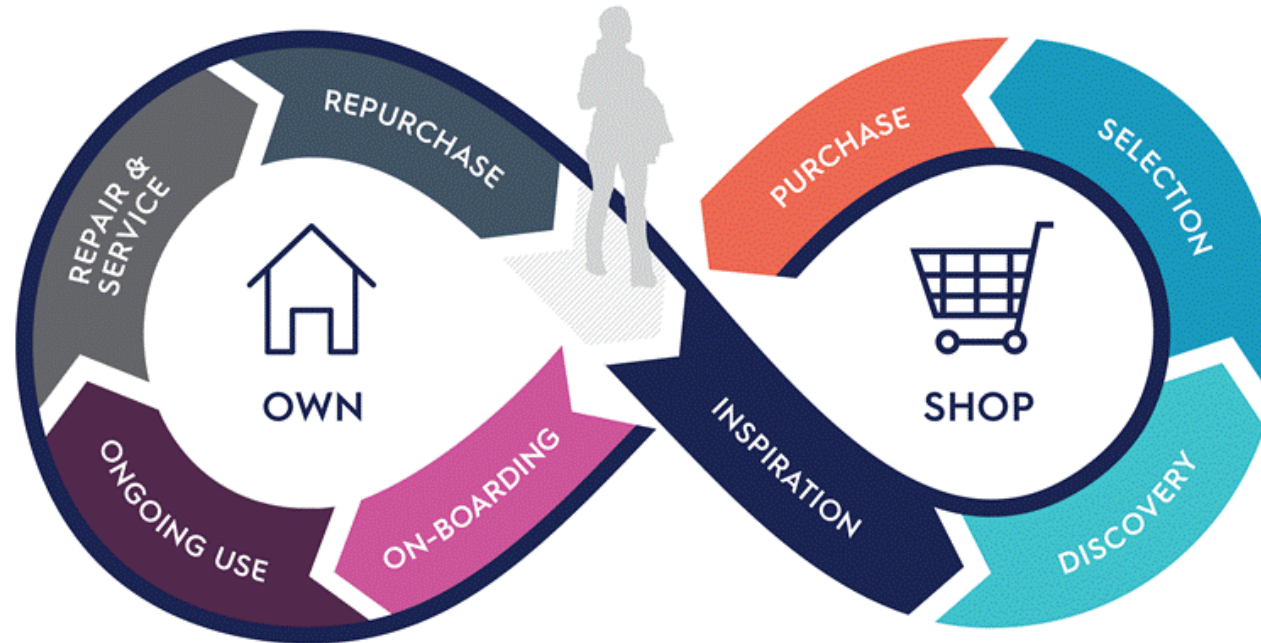 REPURCHASE
PURCHASE
SELECTION
REPAIR &
SERVICE
OWN
SHOP
INSPIRATION
ONGOING USE
ON-BOARDING
DISCOVERY